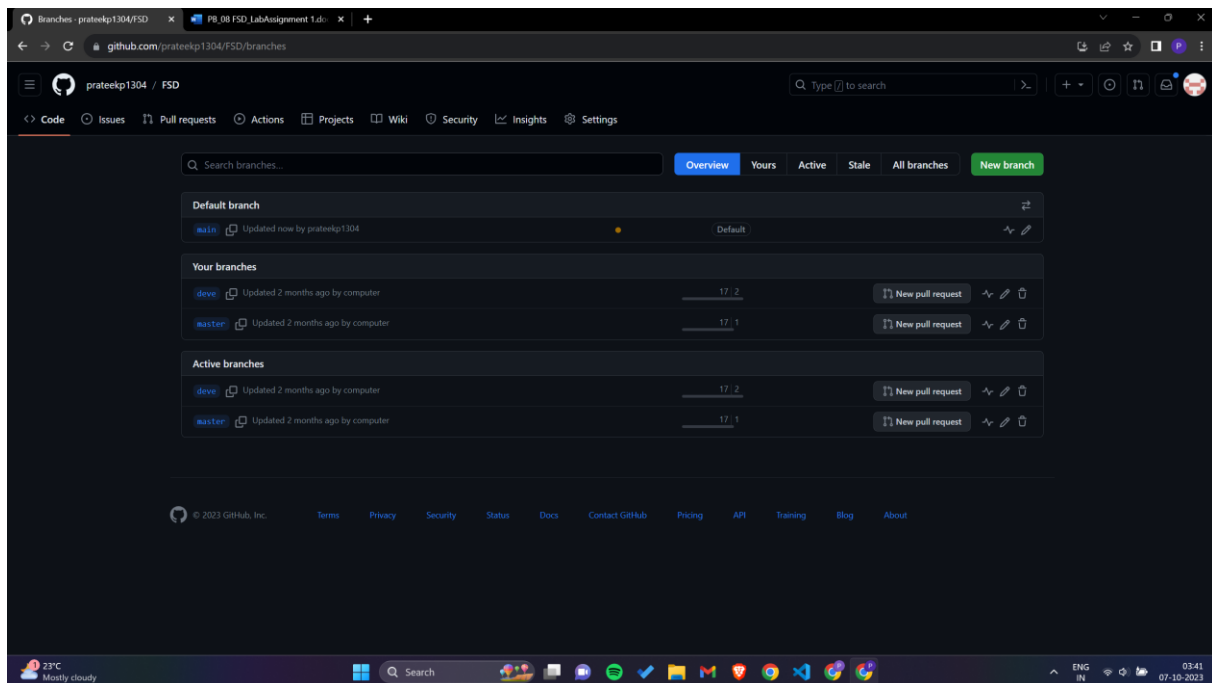 Branches - prateekp1304/FSD PB_08 FSD_LabAssignment 1.do
github.com/prateekp1304/FSD/branches P
prateekp1304 / FSD Type / to search
Code Issues Pull requests Actions Projects Wiki Security Insights Settings
Search branches... Overview Yours Active Stale All branches New branch
Default branch
main Updated now by prateekp1304 Default
Your branches
deve Updated 2 months ago by computer 17 2 New pull request
master Updated 2 months ago by computer 17 1 New pull request
Active branches
deve Updated 2 months ago by computer 17 2 New pull request
master Updated 2 months ago by computer 17 1 New pull request
© 2023 GitHub, Inc. Terms Privacy Security Status Docs Contact GitHub Pricing API Training Blog About
1 23°C Search ENG 03:41
Mostly cloudy IN 07-10-2023